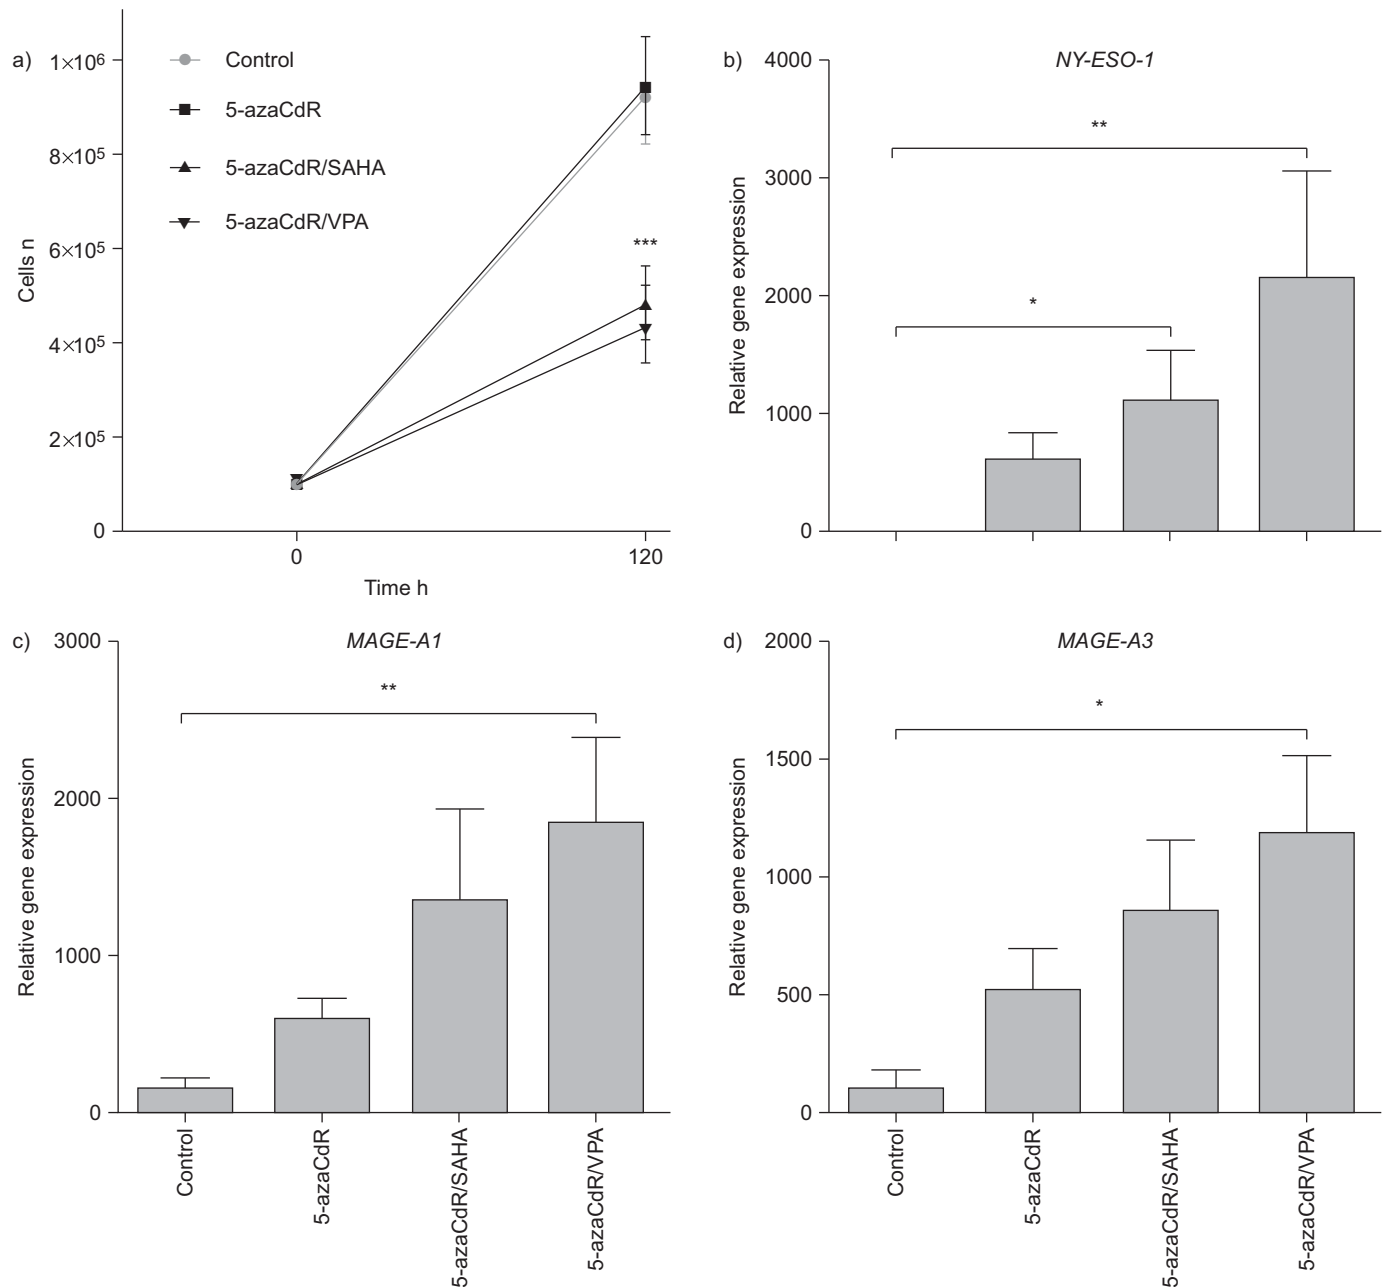 a)
1×10⁶
8×10⁵
6×10⁵
4×10⁵
2×10⁵
0
Cells n
Control
5-azaCdR
5-azaCdR/SAHA
5-azaCdR/VPA
***
0 120
Time h
b) NY-ESO-1
4000
3000
2000
1000
0
Relative gene expression
**
*
c) MAGE-A1
3000
2000
1000
0
Relative gene expression
**
Control
5-azaCdR
5-azaCdR/SAHA
5-azaCdR/VPA
d) MAGE-A3
2000
1500
1000
500
0
Relative gene expression
*
Control
5-azaCdR
5-azaCdR/SAHA
5-azaCdR/VPA